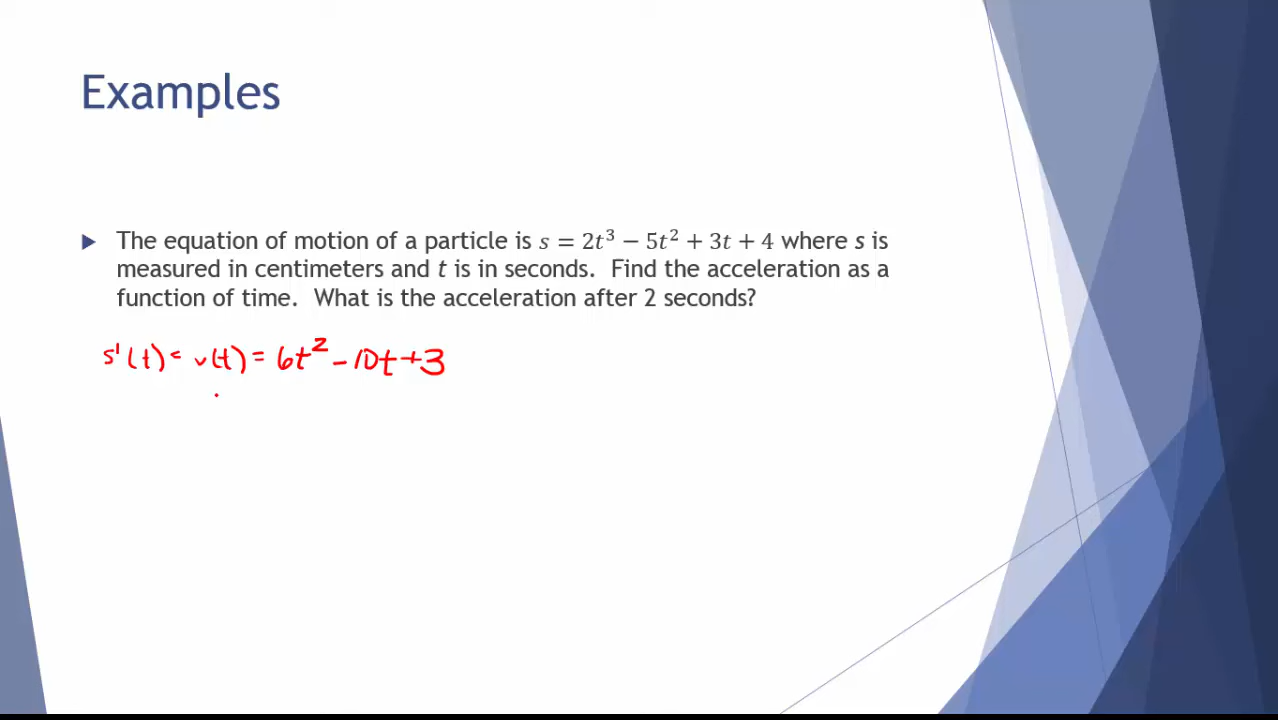 Examples
The equation of motion of a particle is s = 2t³ − 5t² + 3t + 4 where s is
measured in centimeters and t is in seconds. Find the acceleration as a
function of time. What is the acceleration after 2 seconds?
s'(t) = v(t) = 6t² - 10t + 3